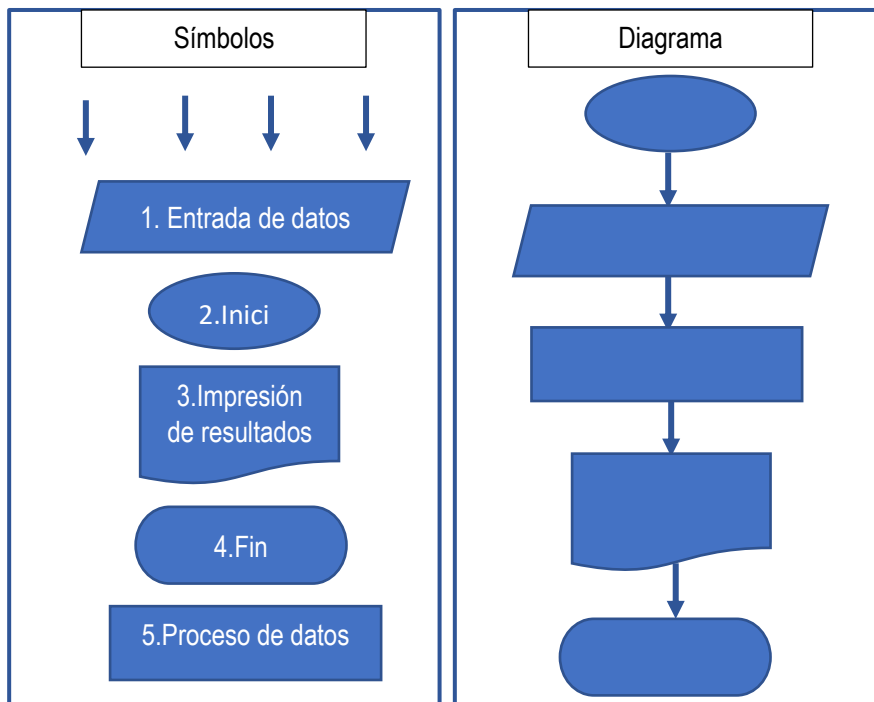 Símbolos
1. Entrada de datos
2.Inici
3.Impresión
de resultados
4.Fin
5.Proceso de datos
Diagrama